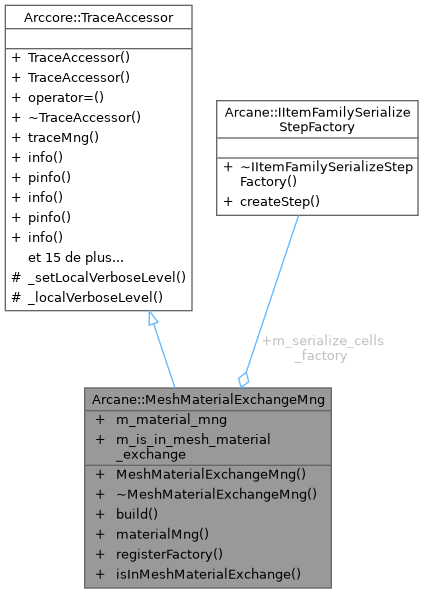 Arccore::TraceAccessor
+ TraceAccessor()
+ TraceAccessor()
+ operator=()
+ ~TraceAccessor()
+ traceMng()
+ info()
+ pinfo()
+ info()
+ pinfo()
+ info()
et 15 de plus...
# _setLocalVerboseLevel()
# _localVerboseLevel()
Arcane::IItemFamilySerialize
StepFactory
+ ~IItemFamilySerializeStep
Factory()
+ createStep()
+m_serialize_cells
_factory
Arcane::MeshMaterialExchangeMng
+ m_material_mng
+ m_is_in_mesh_material
_exchange
+ MeshMaterialExchangeMng()
+ ~MeshMaterialExchangeMng()
+ build()
+ materialMng()
+ registerFactory()
+ isInMeshMaterialExchange()